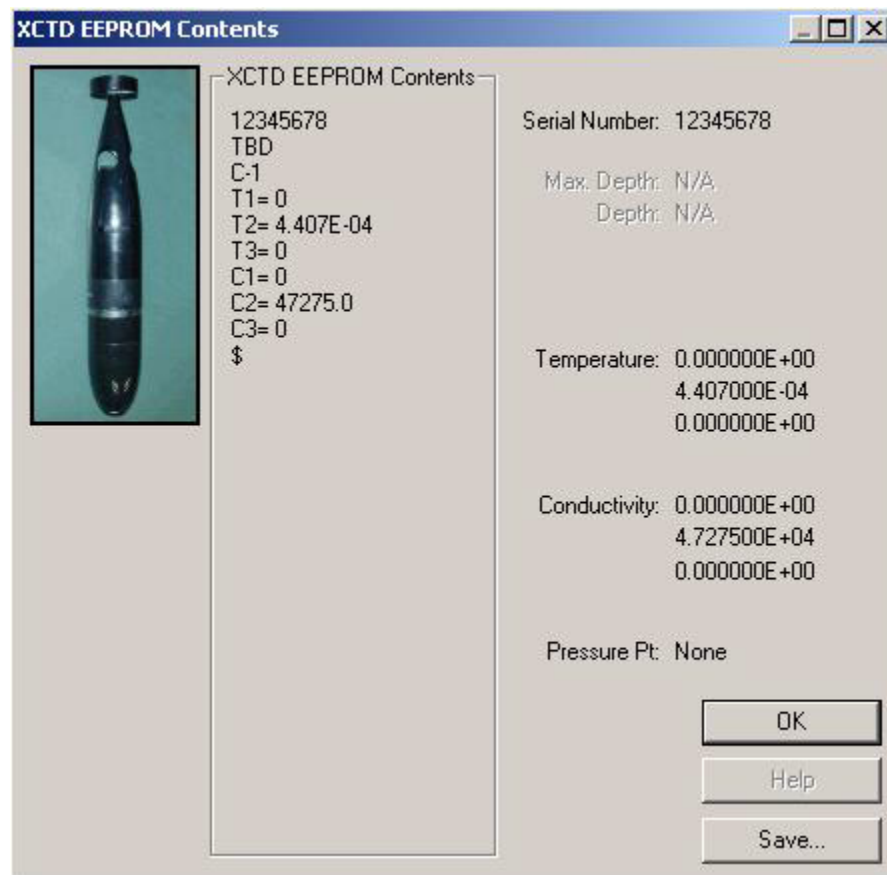 XCTD EEPROM Contents
XCTD EEPROM Contents
12345678
TBD
C-1
T1= 0
T2= 4.407E-04
T3= 0
C1= 0
C2= 47275.0
C3= 0
$
Serial Number: 12345678
Max. Depth: N/A
Depth: N/A
Temperature: 0.000000E+00
4.407000E-04
0.000000E+00
Conductivity: 0.000000E+00
4.727500E+04
0.000000E+00
Pressure Pt: None
OK
Help
Save...